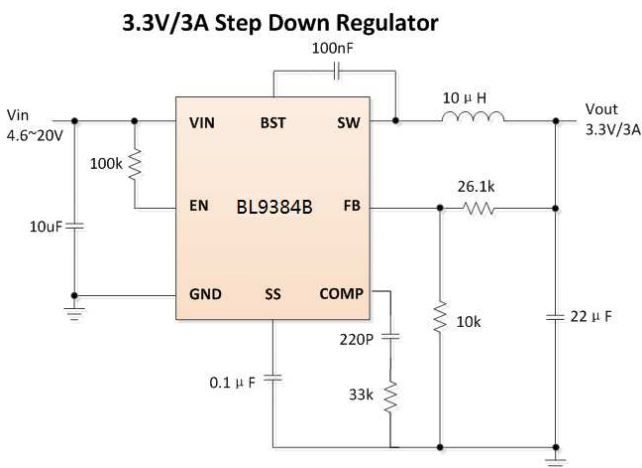 3.3V/3A Step Down Regulator
100nF
10 μ H
Vin
4.6~20V
VIN
BST
SW
Vout
3.3V/3A
100k
26.1k
EN
BL9384B
FB
10uF
GND
SS
COMP
10k
22 μ F
220P
0.1 μ F
33k